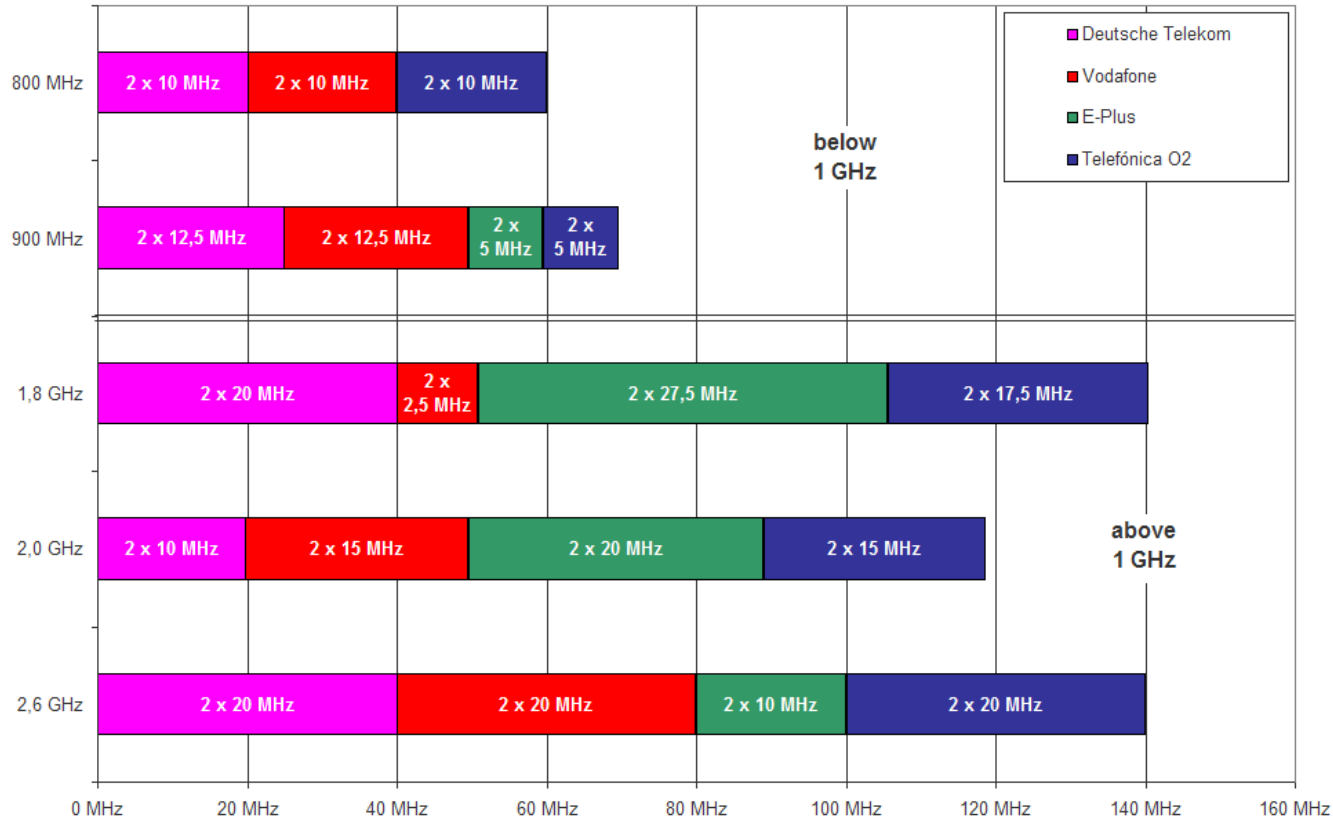 Deutsche Telekom
Vodafone
E-Plus
Telefónica O2
800 MHz
2 x 10 MHz
2 x 10 MHz
2 x 10 MHz
below
1 GHz
900 MHz
2 x 12,5 MHz
2 x 12,5 MHz
2 x
5 MHz
2 x
5 MHz
1,8 GHz
2 x 20 MHz
2 x
2,5 MHz
2 x 27,5 MHz
2 x 17,5 MHz
2,0 GHz
2 x 10 MHz
2 x 15 MHz
2 x 20 MHz
2 x 15 MHz
above
1 GHz
2,6 GHz
2 x 20 MHz
2 x 20 MHz
2 x 10 MHz
2 x 20 MHz
0 MHz
20 MHz
40 MHz
60 MHz
80 MHz
100 MHz
120 MHz
140 MHz
160 MHz